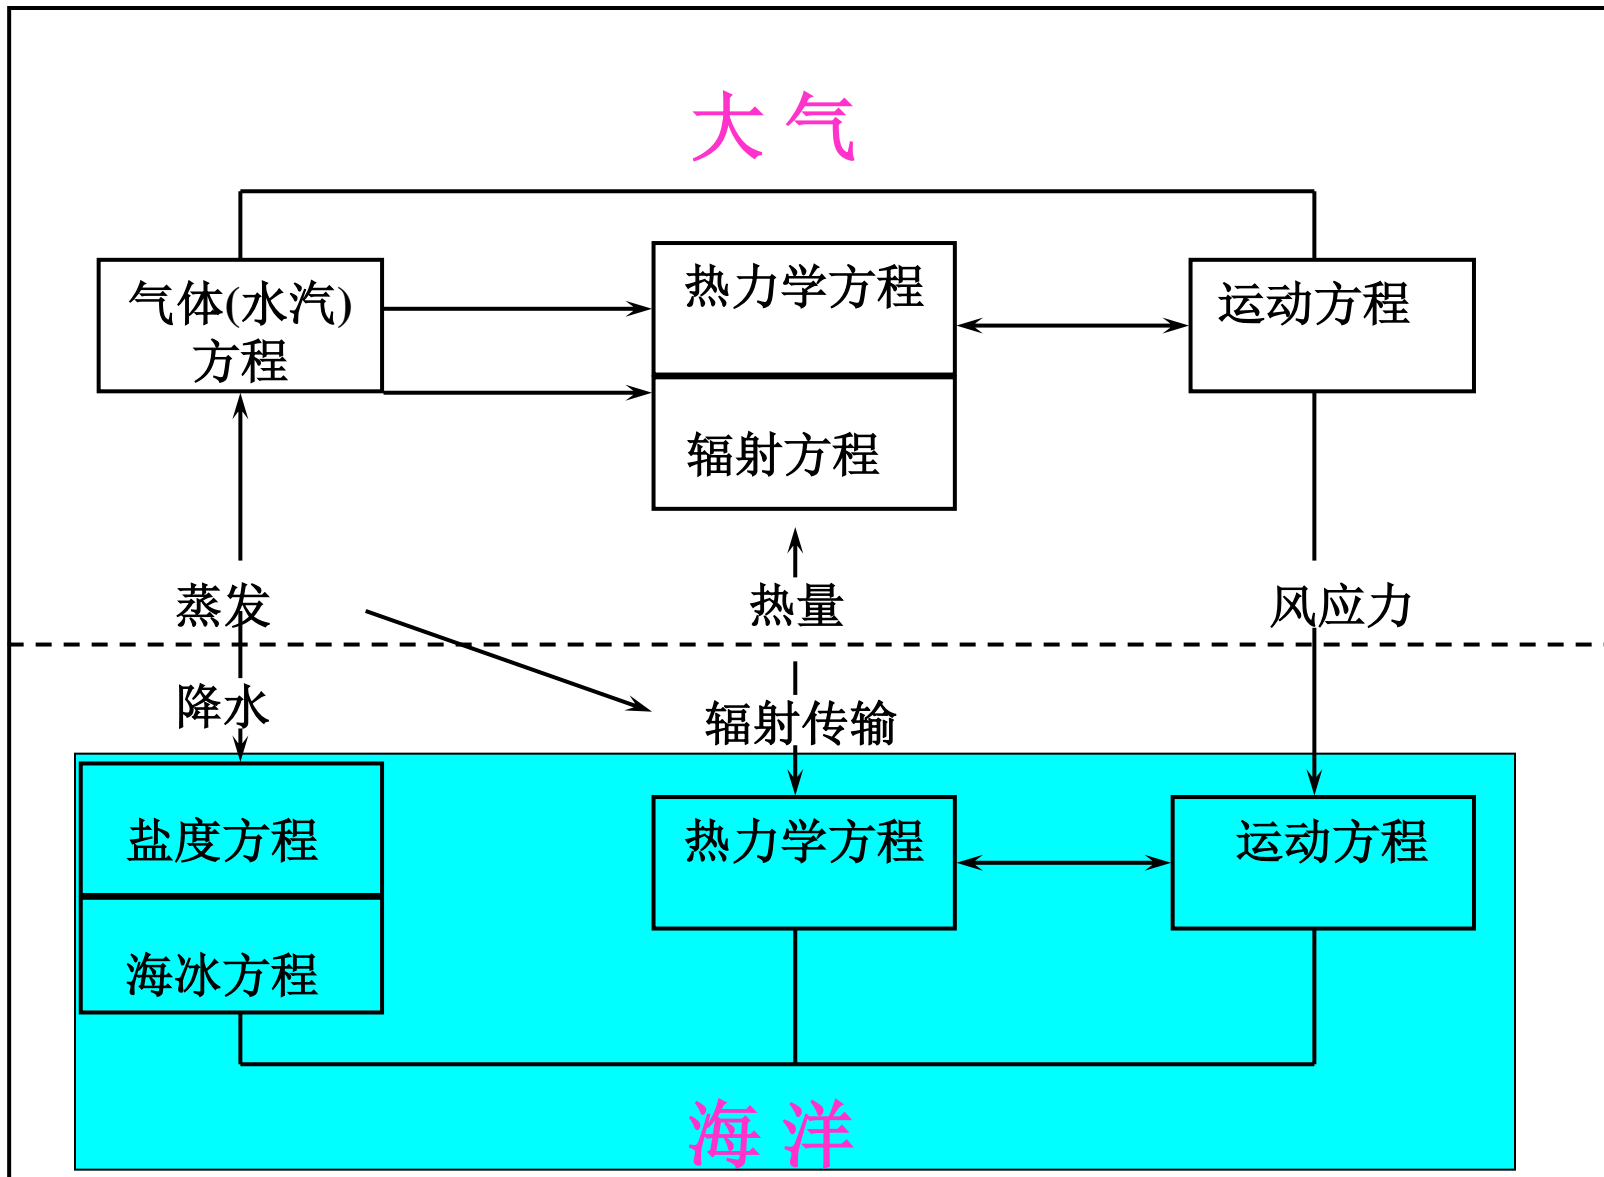 大气
气体(水汽)
方程
热力学方程
辐射方程
运动方程
蒸发
热量
风应力
降水
辐射传输
盐度方程
海冰方程
热力学方程
运动方程
海洋